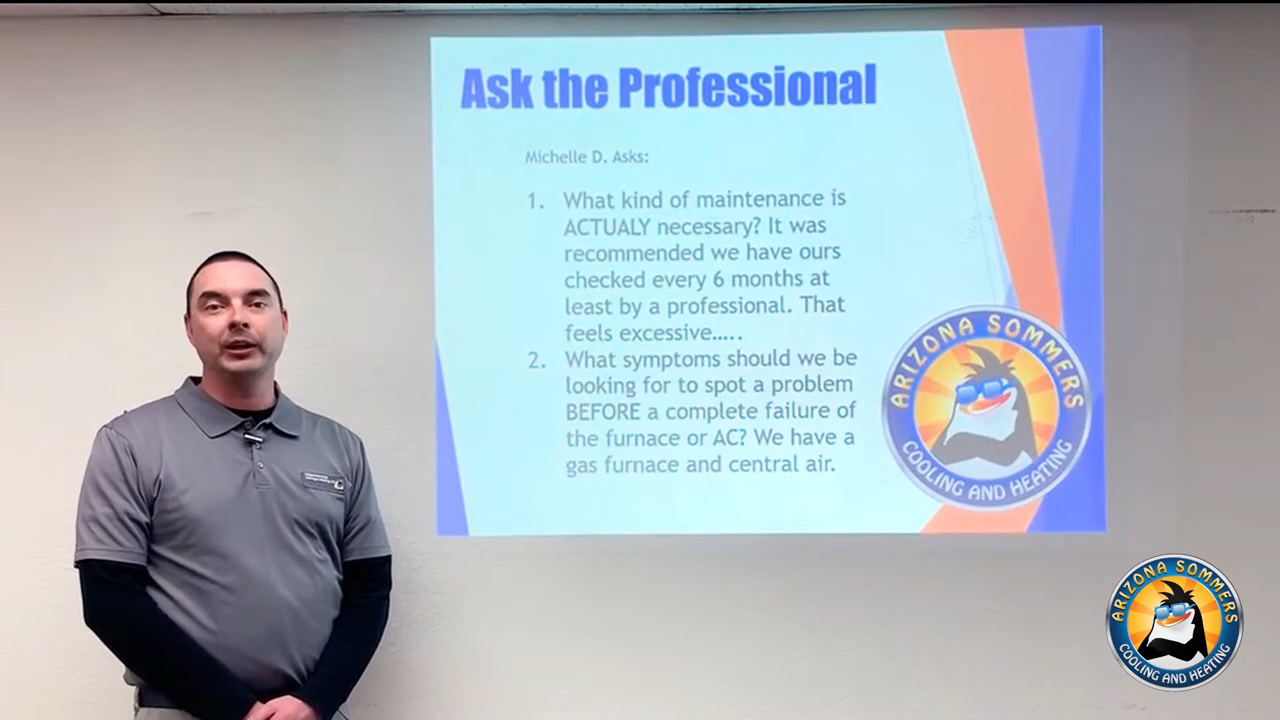 Ask the Professional
Michelle D. Asks:
1. What kind of maintenance is
ACTUALY necessary? It was
recommended we have ours
checked every 6 months at
least by a professional. That
feels excessive.....
2. What symptoms should we be
looking for to spot a problem
BEFORE a complete failure of
the furnace or AC? We have a
gas furnace and central air.
ARIZONA SOMMERS
COOLING AND HEATING
ARIZONA SOMMERS
COOLING AND HEATING